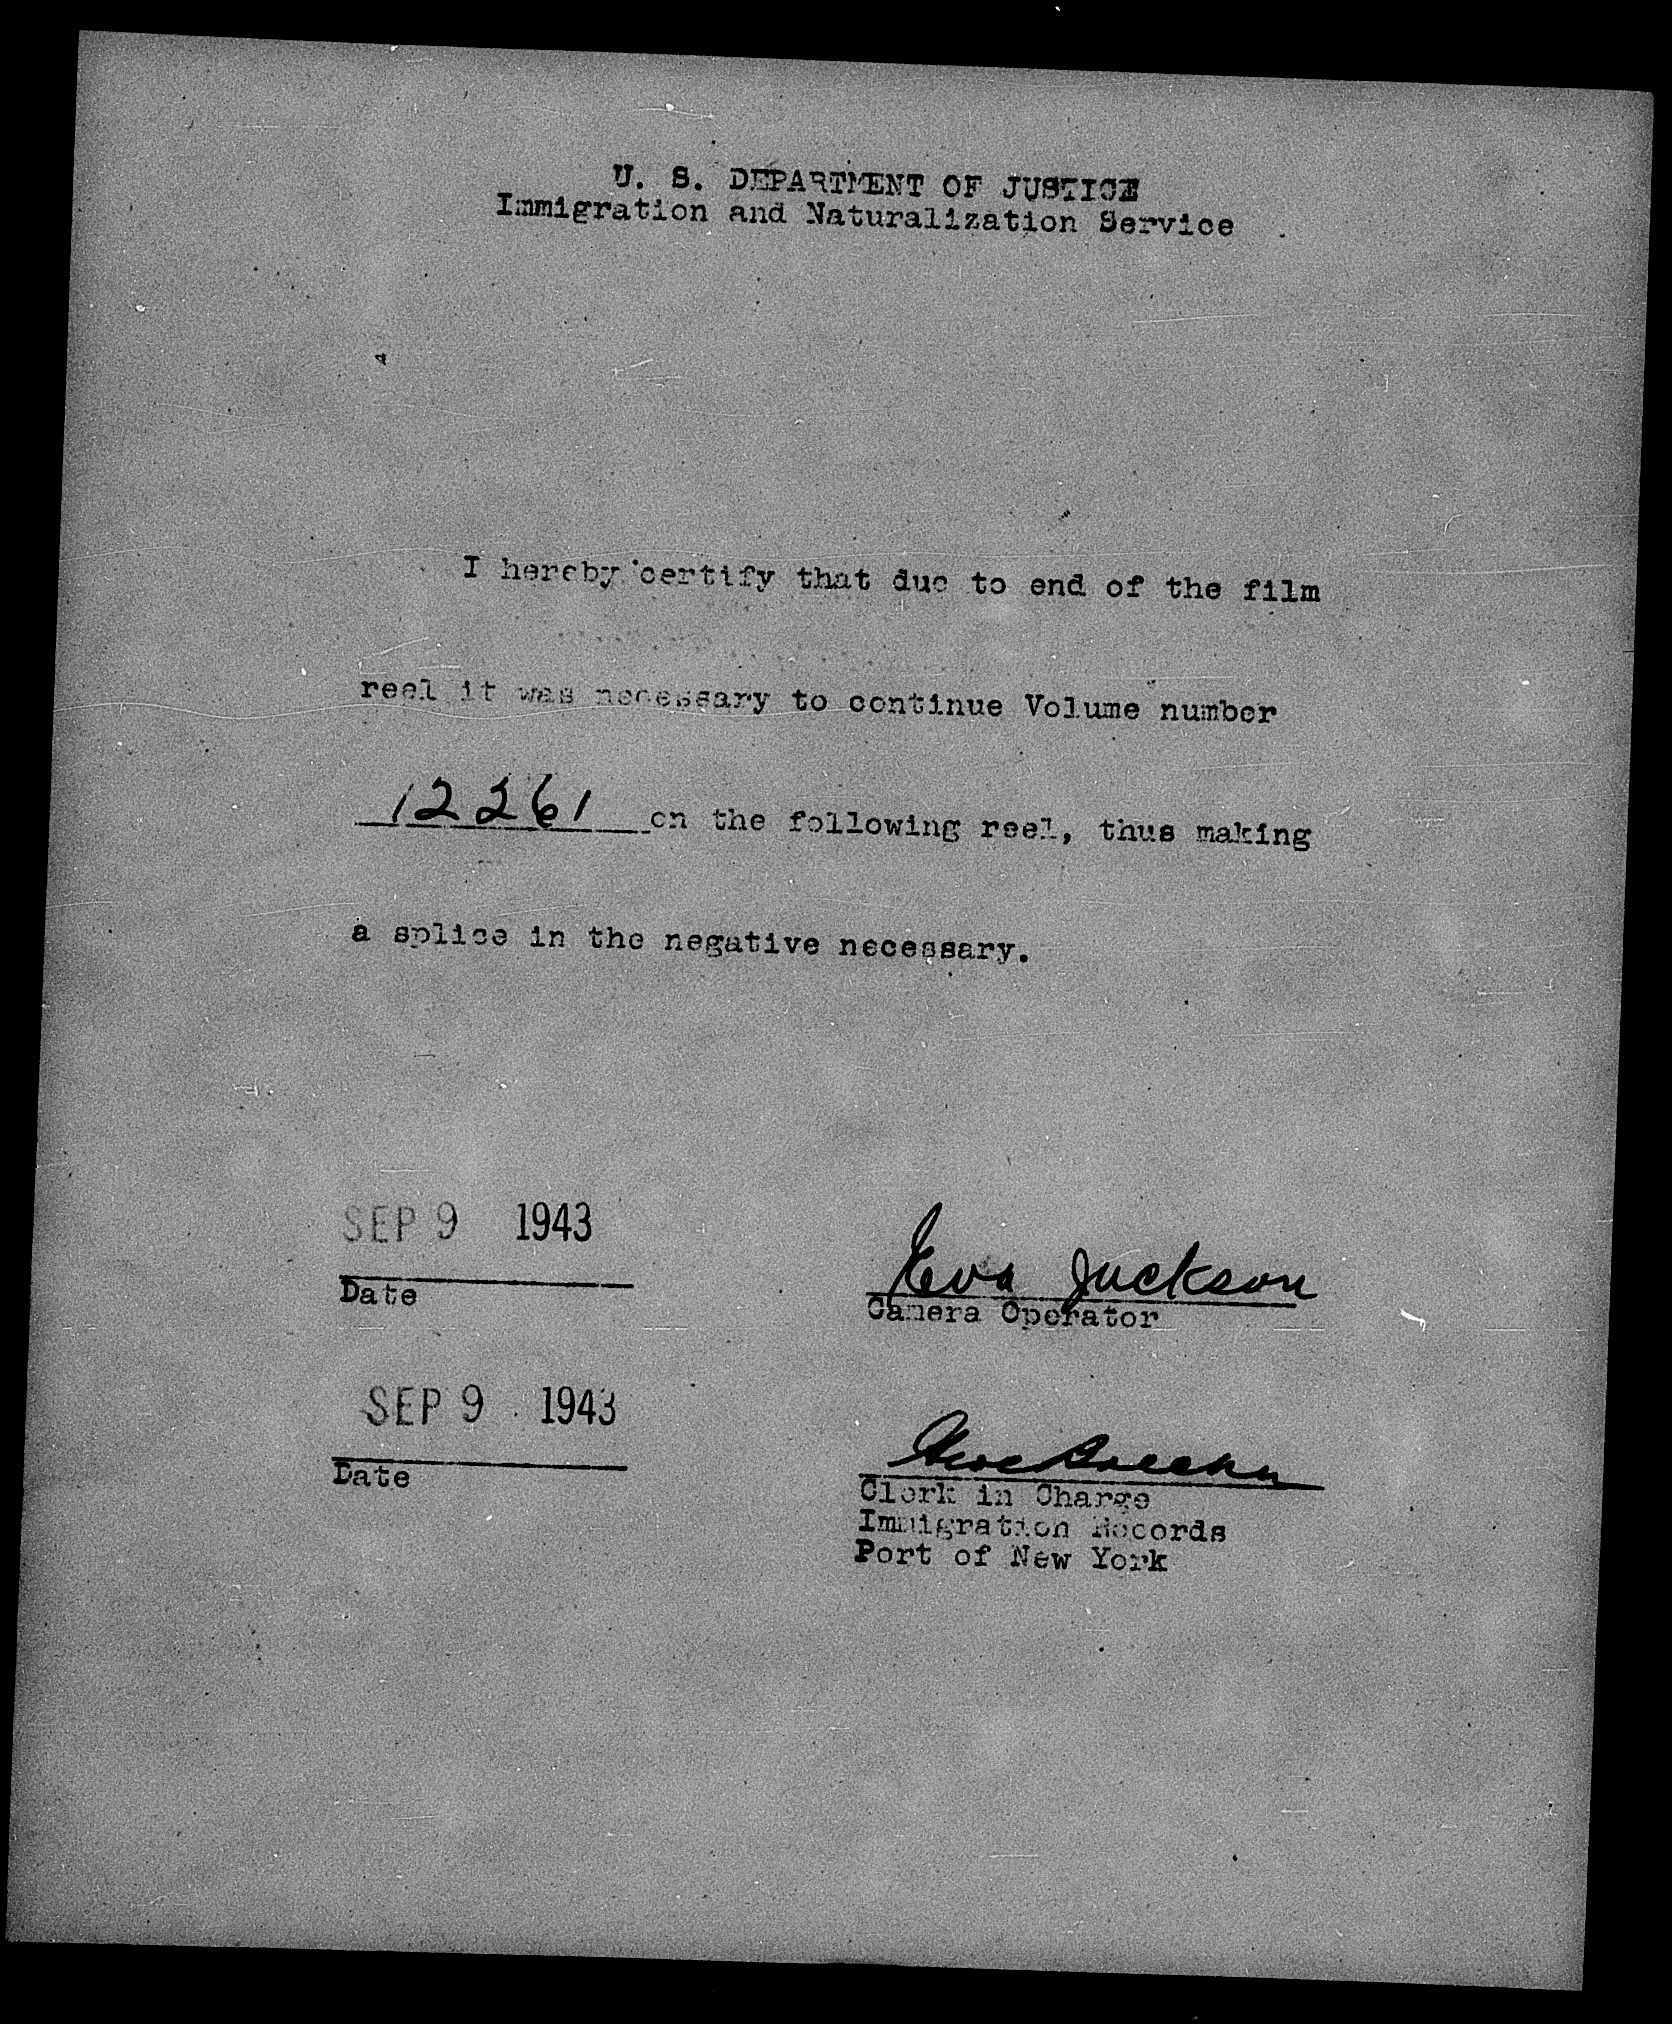 U. S. DEPARTMENT OF JUSTICE
Immigration and Naturalization Service
I hereby certify that due to end of the film
reel it was necessary to continue Volume number
12261 on the following reel, thus making
a splice in the negative necessary.
SEP 9 1943
Date
Eva Jackson
Camera Operator
SEP 9 1943
Date
Clerk in Charge
Immigration Records
Port of New York